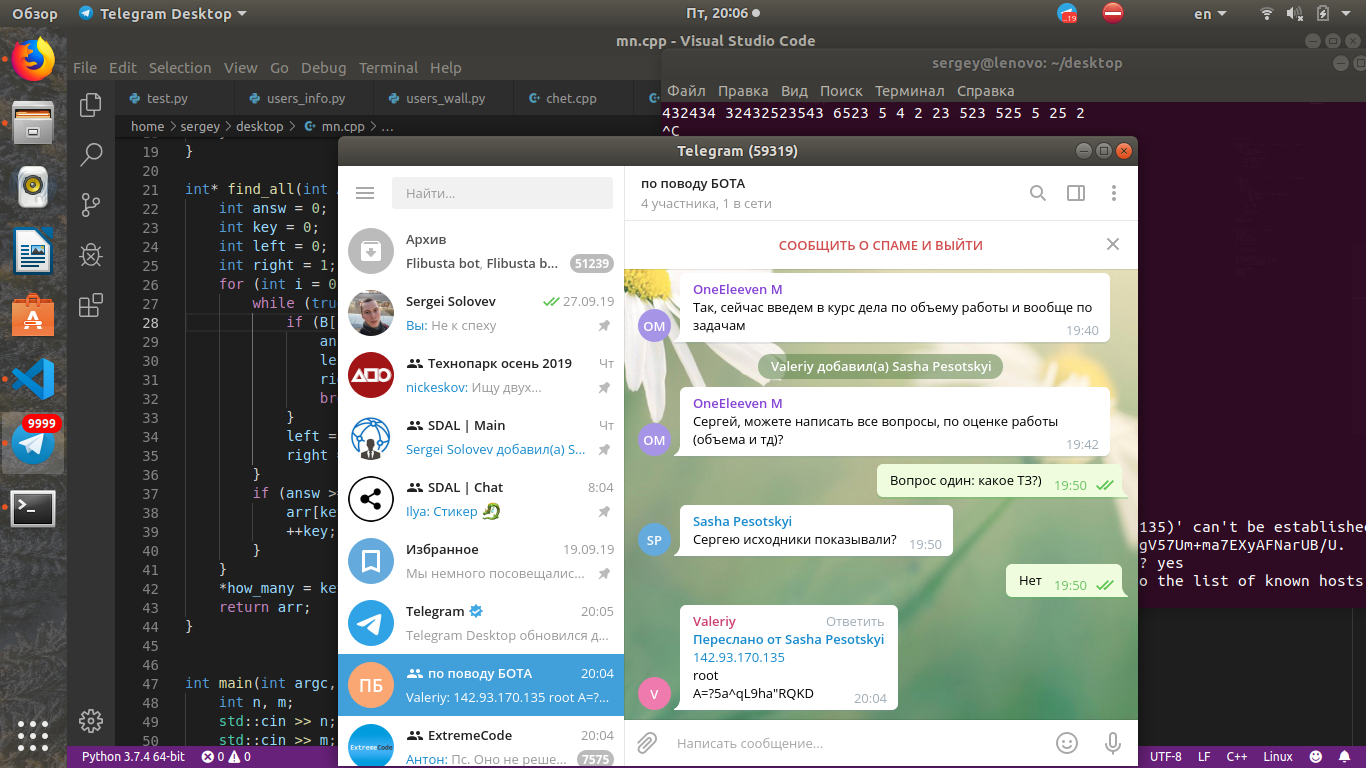 Обзор
Telegram Desktop
Пт, 20:06
19
en
mn.cpp - Visual Studio Code
File Edit Selection View Go Debug Terminal Help
test.py users_info.py users_wall.py chet.cpp
home > sergey > desktop > mn.cpp > ...
19 }
20
21 int* find_all(int
22 int answ = 0;
23 int key = 0;
24 int left = 0;
25 int right = 1;
26 for (int i = 0
27 while (tru
28 if (B[
29 an
30 le
31 ri
32 br
33 }
34 left =
35 right
36 }
37 if (answ >
38 arr[ke
39 ++key;
40 }
41 }
42 *how_many = ke
43 return arr;
44 }
45
46
47 int main(int argc,
48 int n, m;
49 std::cin >> n;
50 std::cin >> m;
sergey@lenovo: ~/desktop
Файл Правка Вид Поиск Терминал Справка
432434 32432523543 6523 5 4 2 23 523 525 5 25 2
^C
135)' can't be established
gV57Um+ma7EXyAFNarUB/U.
? yes
o the list of known hosts
Telegram (59319)
Найти...
Архив
Flibusta bot, Flibusta b... 51239
Sergei Solovev 27.09.19
Вы: Не к спеху
Технопарк осень 2019 Чт
nickeskov: Ищу двух...
SDAL | Main Чт
Sergei Solovev добавил(а) S...
SDAL | Chat 8:04
Ilya: Стикер
Избранное 19.09.19
Мы немного посовещалис...
Telegram 20:05
Telegram Desktop обновился д...
ПБ
по поводу БОТА 20:04
Valeriy: 142.93.170.135 root A=?...
ExtremeCode
ExtremeCode 20:04
Антон: Пс. Оно не реше... 7575
по поводу БОТА
4 участника, 1 в сети
СООБЩИТЬ О СПАМЕ И ВЫЙТИ
OneEleeven M
Так, сейчас введем в курс дела по объему работы и вообще по
задачам
19:40
OM
Valeriy добавил(а) Sasha Pesotskyi
OneEleeven M
Сергей, можете написать все вопросы, по оценке работы
(объема и тд)?
19:42
OM
Вопрос один: какое ТЗ?) 19:50
Sasha Pesotskyi
Сергею исходники показывали? 19:50
SP
Нет 19:50
Valeriy Ответить
Переслано от Sasha Pesotskyi
142.93.170.135
root
A=?5a^qL9ha"RQKD 20:04
V
Написать сообщение...
9999
Python 3.7.4 64-bit 0 0
UTF-8 LF C++ Linux